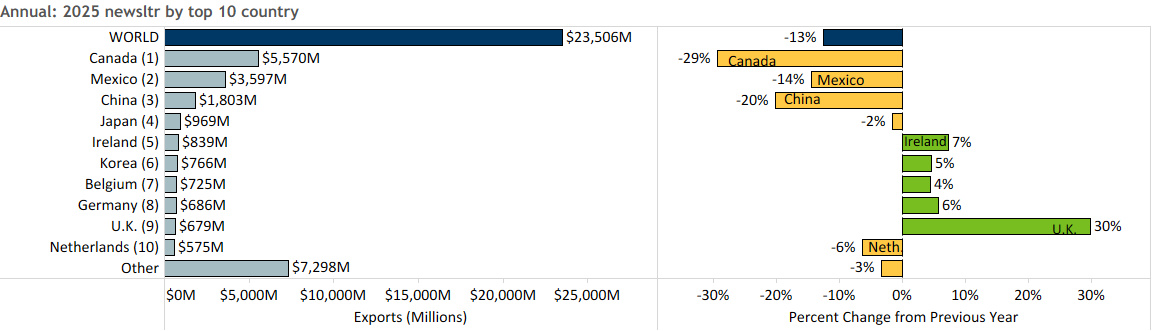 Annual: 2025 newsltr by top 10 country
WORLD $23,506M -13%
Canada (1) $5,570M -29% Canada
Mexico (2) $3,597M -14% Mexico
China (3) $1,803M -20% China
Japan (4) $969M -2%
Ireland (5) $839M Ireland 7%
Korea (6) $766M 5%
Belgium (7) $725M 4%
Germany (8) $686M 6%
U.K. (9) $679M U.K. 30%
Netherlands (10) $575M -6% Neth.
Other $7,298M -3%
$0M $5,000M $10,000M $15,000M $20,000M $25,000M -30% -20% -10% 0% 10% 20% 30%
Exports (Millions) Percent Change from Previous Year